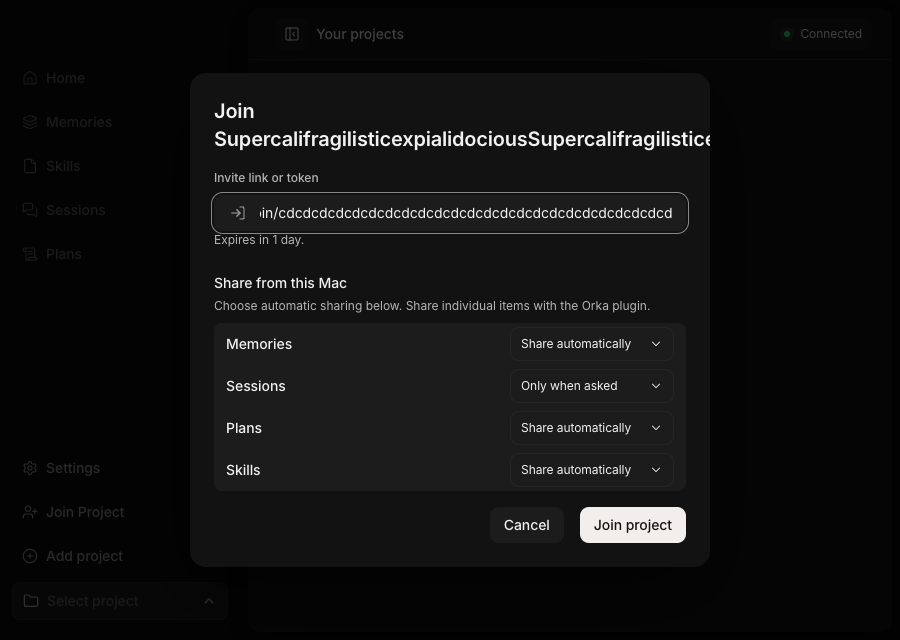 Your projects
Connected
Home
Memories
Skills
Sessions
Plans
Settings
Join Project
Add project
Select project
Join
SupercalifragilisticexpialidociousSupercalifragilistice
Invite link or token
in/cdcdcdcdcdcdcdcdcdcdcdcdcdcdcdcdcdcdcdcdcdcdcdcd
Expires in 1 day.
Share from this Mac
Choose automatic sharing below. Share individual items with the Orka plugin.
Memories
Share automatically
Sessions
Only when asked
Plans
Share automatically
Skills
Share automatically
Cancel
Join project